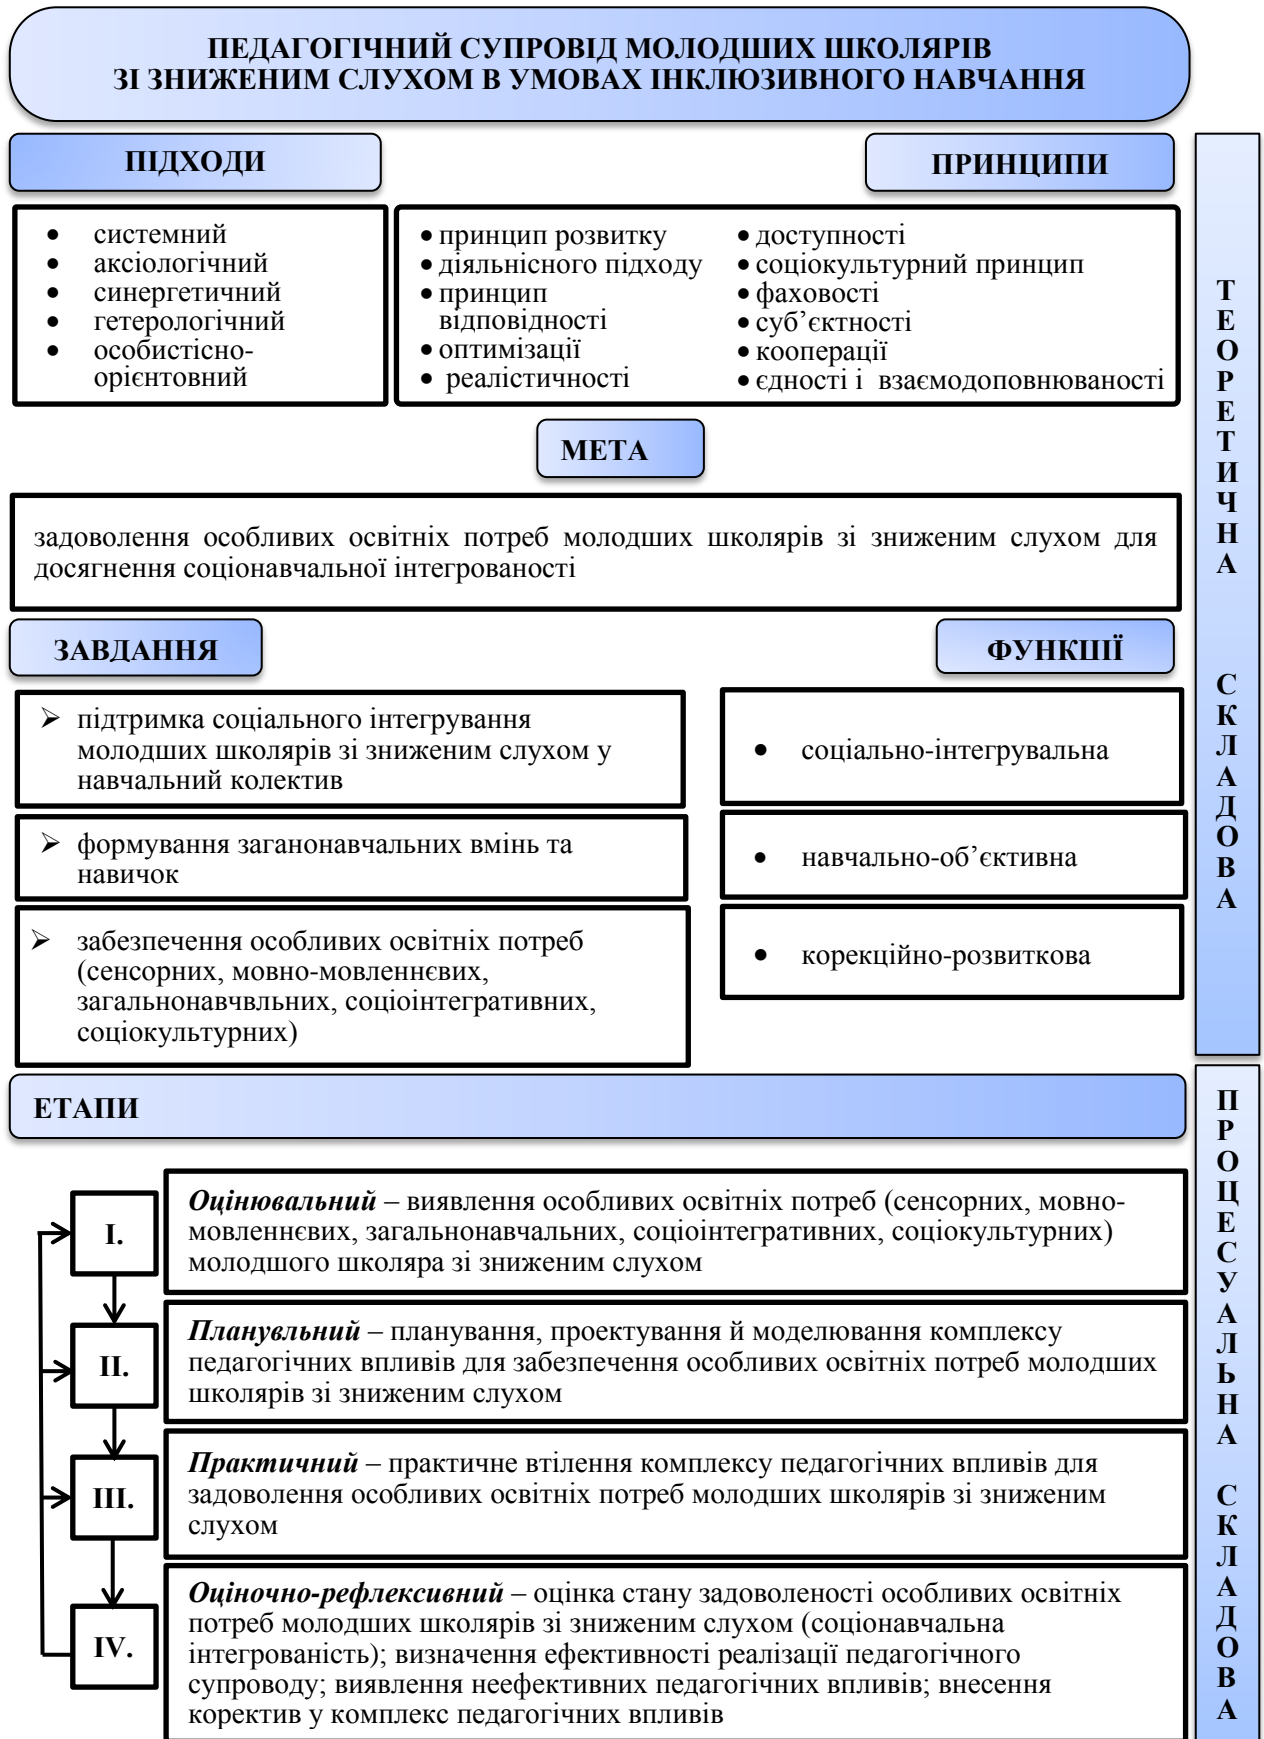 ПЕДАГОГІЧНИЙ СУПРОВІД МОЛОДШИХ ШКОЛЯРІВ
ЗІ ЗНИЖЕНИМ СЛУХОМ В УМОВАХ ІНКЛЮЗИВНОГО НАВЧАННЯ
ПІДХОДИ
• системний
• аксіологічний
• синергетичний
• гетерологічний
• особистісно-
орієнтовний
ПРИНЦИПИ
• принцип розвитку
• діяльнісного підходу
• принцип
відповідності
• оптимізації
• реалістичності
• доступності
• соціокультурний принцип
• фаховості
• суб’єктності
• кооперації
• єдності і взаємодоповнюваності
МЕТА
задоволення особливих освітніх потреб молодших школярів зі зниженим слухом для
досягнення соціонавчальної інтегрованості
ЗАВДАННЯ
➢ підтримка соціального інтегрування
молодших школярів зі зниженим слухом у
навчальний колектив
➢ формування заганонавчальних вмінь та
навичок
➢ забезпечення особливих освітніх потреб
(сенсорних, мовно-мовленнєвих,
загальнонавчвльних, соціоінтегративних,
соціокультурних)
ФУНКШЇ
• соціально-інтегрувальна
• навчально-об’єктивна
• корекційно-розвиткова
ТЕОРЕТИЧНА СКЛАДОВА
ЕТАПИ
I.
Оцінювальний – виявлення особливих освітніх потреб (сенсорних, мовно-
мовленнєвих, загальнонавчальних, соціоінтегративних, соціокультурних)
молодшого школяра зі зниженим слухом
II.
Планувльний – планування, проектування й моделювання комплексу
педагогічних впливів для забезпечення особливих освітніх потреб молодших
школярів зі зниженим слухом
III.
Практичний – практичне втілення комплексу педагогічних впливів для
задоволення особливих освітніх потреб молодших школярів зі зниженим
слухом
IV.
Оціночно-рефлексивний – оцінка стану задоволеності особливих освітніх
потреб молодших школярів зі зниженим слухом (соціонавчальна
інтегрованість); визначення ефективності реалізації педагогічного
супроводу; виявлення неефективних педагогічних впливів; внесення
коректив у комплекс педагогічних впливів
ПРОЦЕСУАЛЬНА СКЛАДОВА